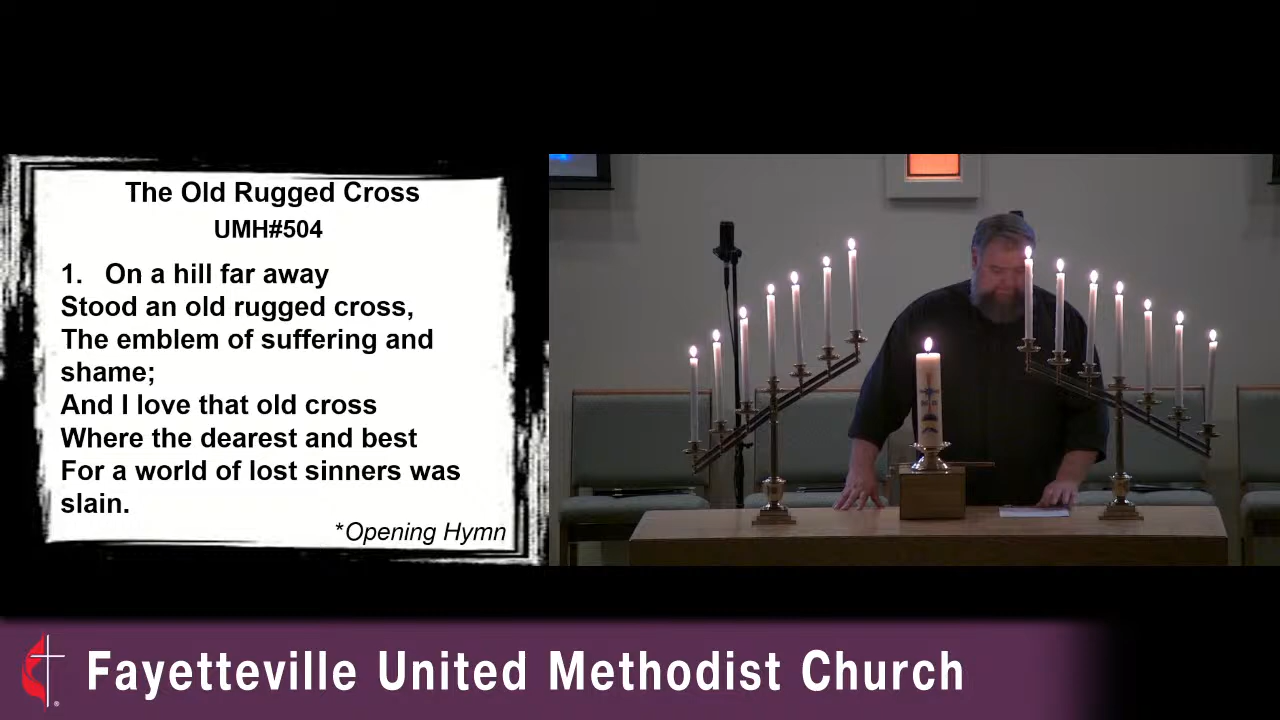 The Old Rugged Cross
UMH#504
1. On a hill far away
Stood an old rugged cross,
The emblem of suffering and
shame;
And I love that old cross
Where the dearest and best
For a world of lost sinners was
slain.
*Opening Hymn
Fayetteville United Methodist Church
®